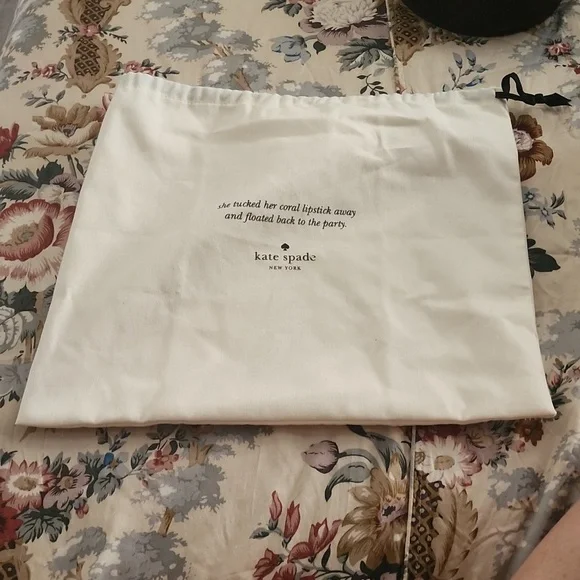 she tucked her coral lipstick away
and floated back to the party.
kate spade
NEW YORK